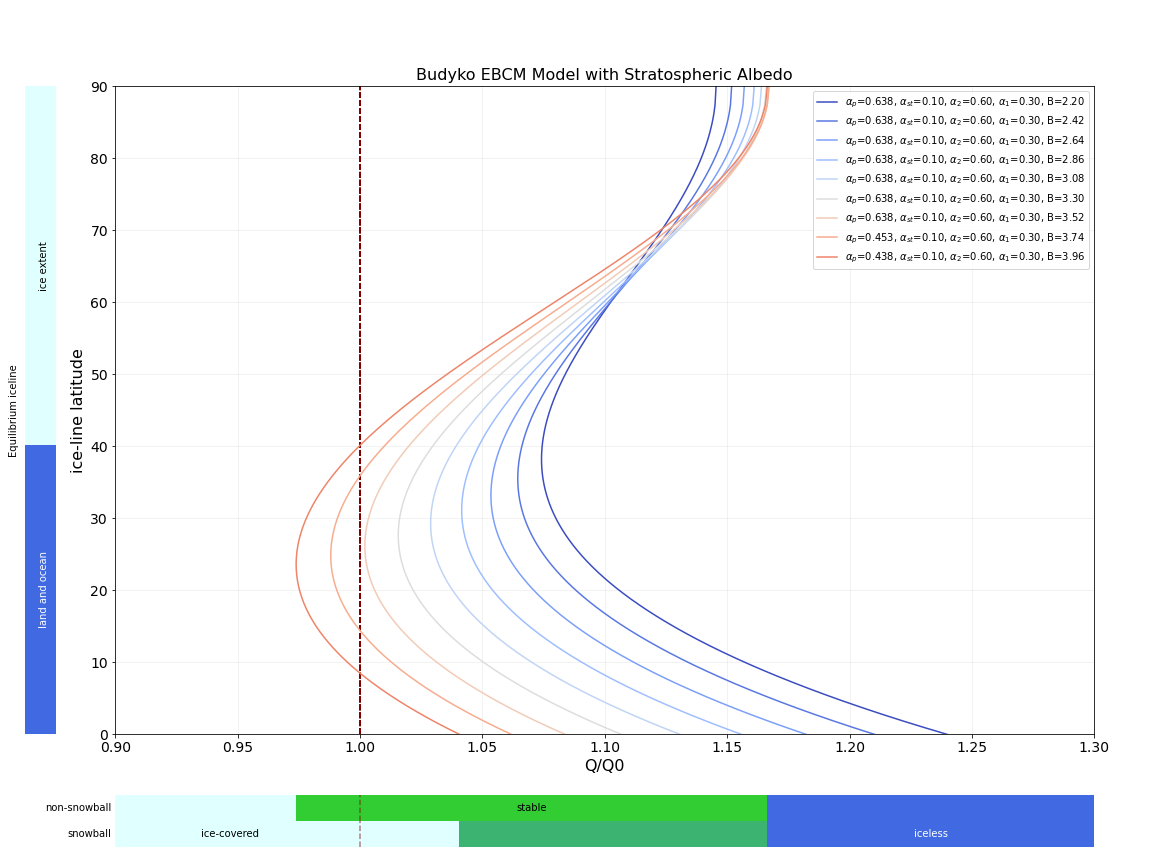 Budyko EBCM Model with Stratospheric Albedo
αp=0.638, αst=0.10, α2=0.60, α1=0.30, B=2.20
αp=0.638, αst=0.10, α2=0.60, α1=0.30, B=2.42
αp=0.638, αst=0.10, α2=0.60, α1=0.30, B=2.64
αp=0.638, αst=0.10, α2=0.60, α1=0.30, B=2.86
αp=0.638, αst=0.10, α2=0.60, α1=0.30, B=3.08
αp=0.638, αst=0.10, α2=0.60, α1=0.30, B=3.30
αp=0.638, αst=0.10, α2=0.60, α1=0.30, B=3.52
αp=0.453, αst=0.10, α2=0.60, α1=0.30, B=3.74
αp=0.438, αst=0.10, α2=0.60, α1=0.30, B=3.96
Equilibrium iceline
ice extent
land and ocean
ice-line latitude
90
80
70
60
50
40
30
20
10
0
0.90 0.95 1.00 1.05 1.10 1.15 1.20 1.25 1.30
Q/Q0
non-snowball stable
snowball ice-covered iceless